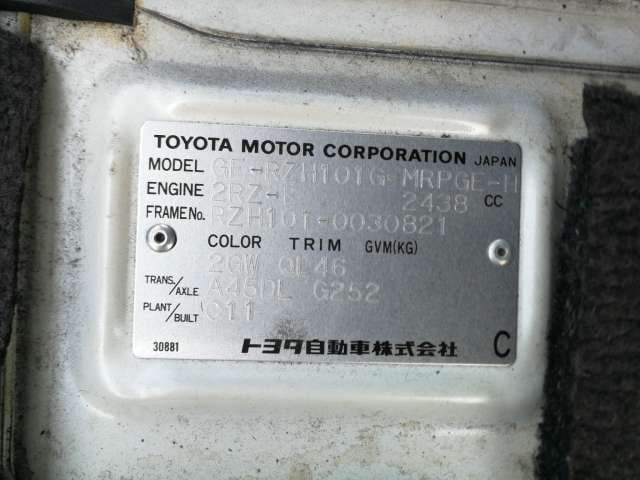 TOYOTA MOTOR CORPORATION JAPAN
MODEL GE-RZH101G-MRPGE-H
ENGINE 2RZ-E 2438 CC
FRAME No. RZH101-0030821
COLOR TRIM GVM(KG)
QE46
TRANS./AXLE A45DL G252
PLANT/BUILT C11
30881 トヨタ自動車株式会社 C